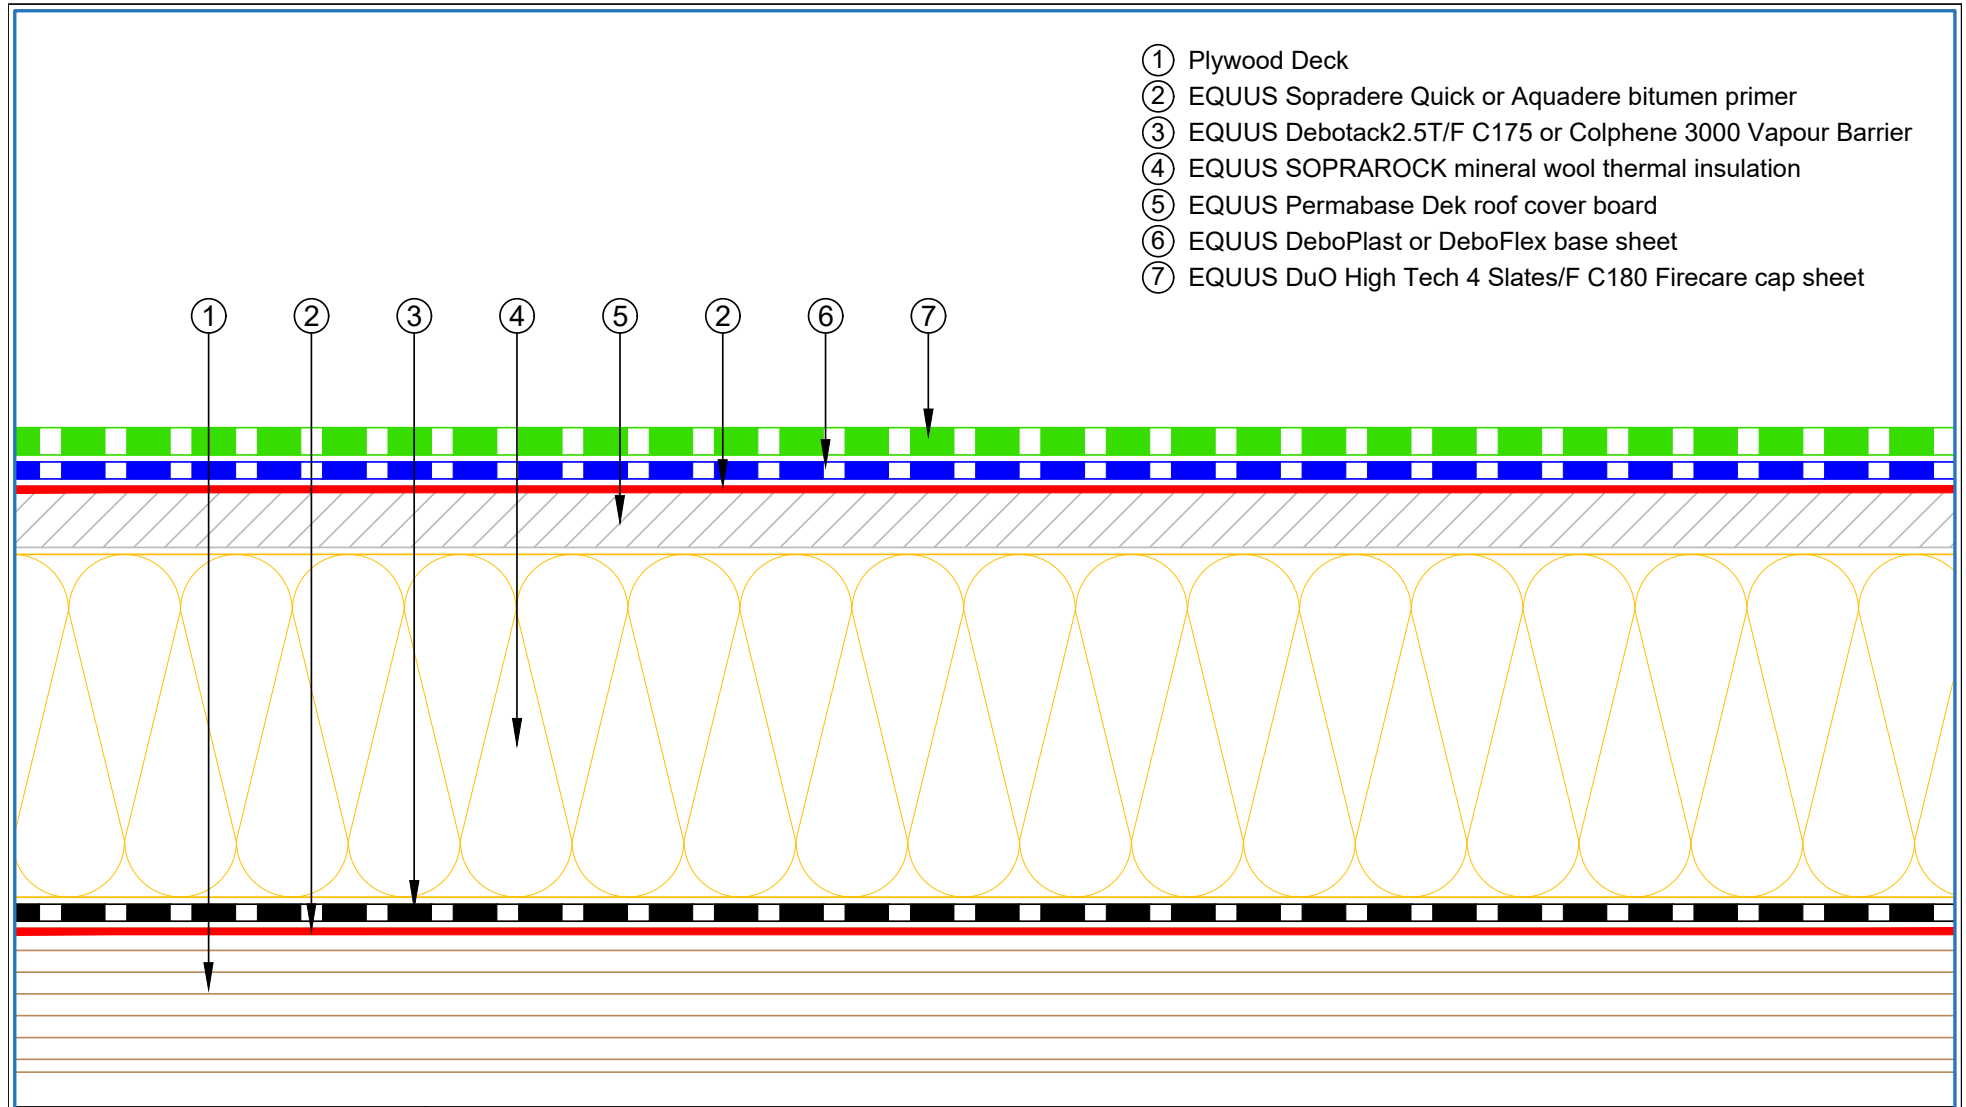 ① Plywood Deck
② EQUUS Sopradere Quick or Aquadere bitumen primer
③ EQUUS Debotack2.5T/F C175 or Colphene 3000 Vapour Barrier
④ EQUUS SOPRAROCK mineral wool thermal insulation
⑤ EQUUS Permabase Dek roof cover board
⑥ EQUUS DeboPlast or DeboFlex base sheet
⑦ EQUUS DuO High Tech 4 Slates/F C180 Firecare cap sheet
① ② ③ ④ ⑤ ② ⑥ ⑦